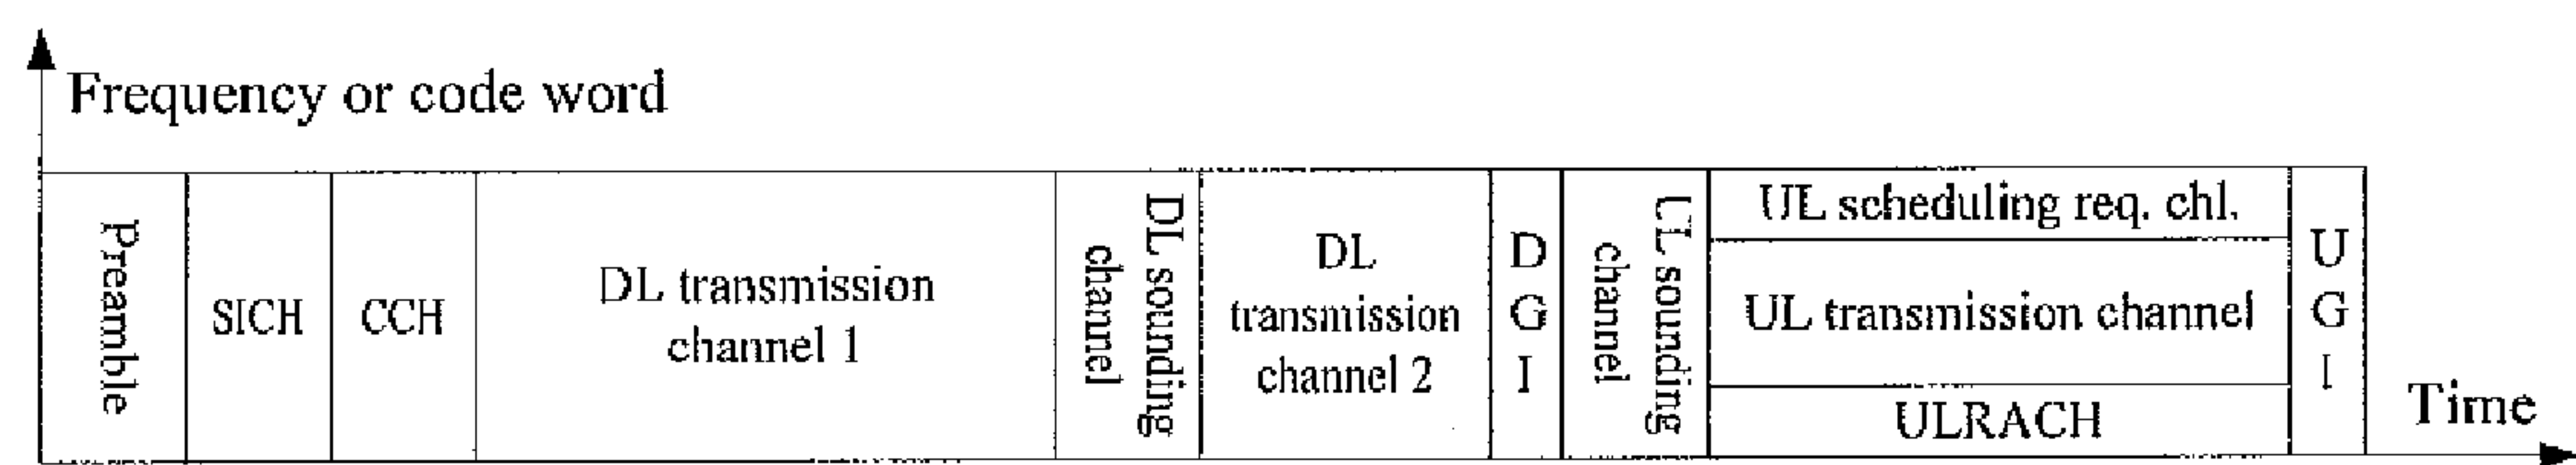 Frequency or code word
Preamble
SICH
CCH
DL transmission
channel 1
DL sounding
channel
DL
transmission
channel 2
D
G
I
UL sounding
channel
UL scheduling req. chl.
UL transmission channel
ULRACH
U
G
I
Time